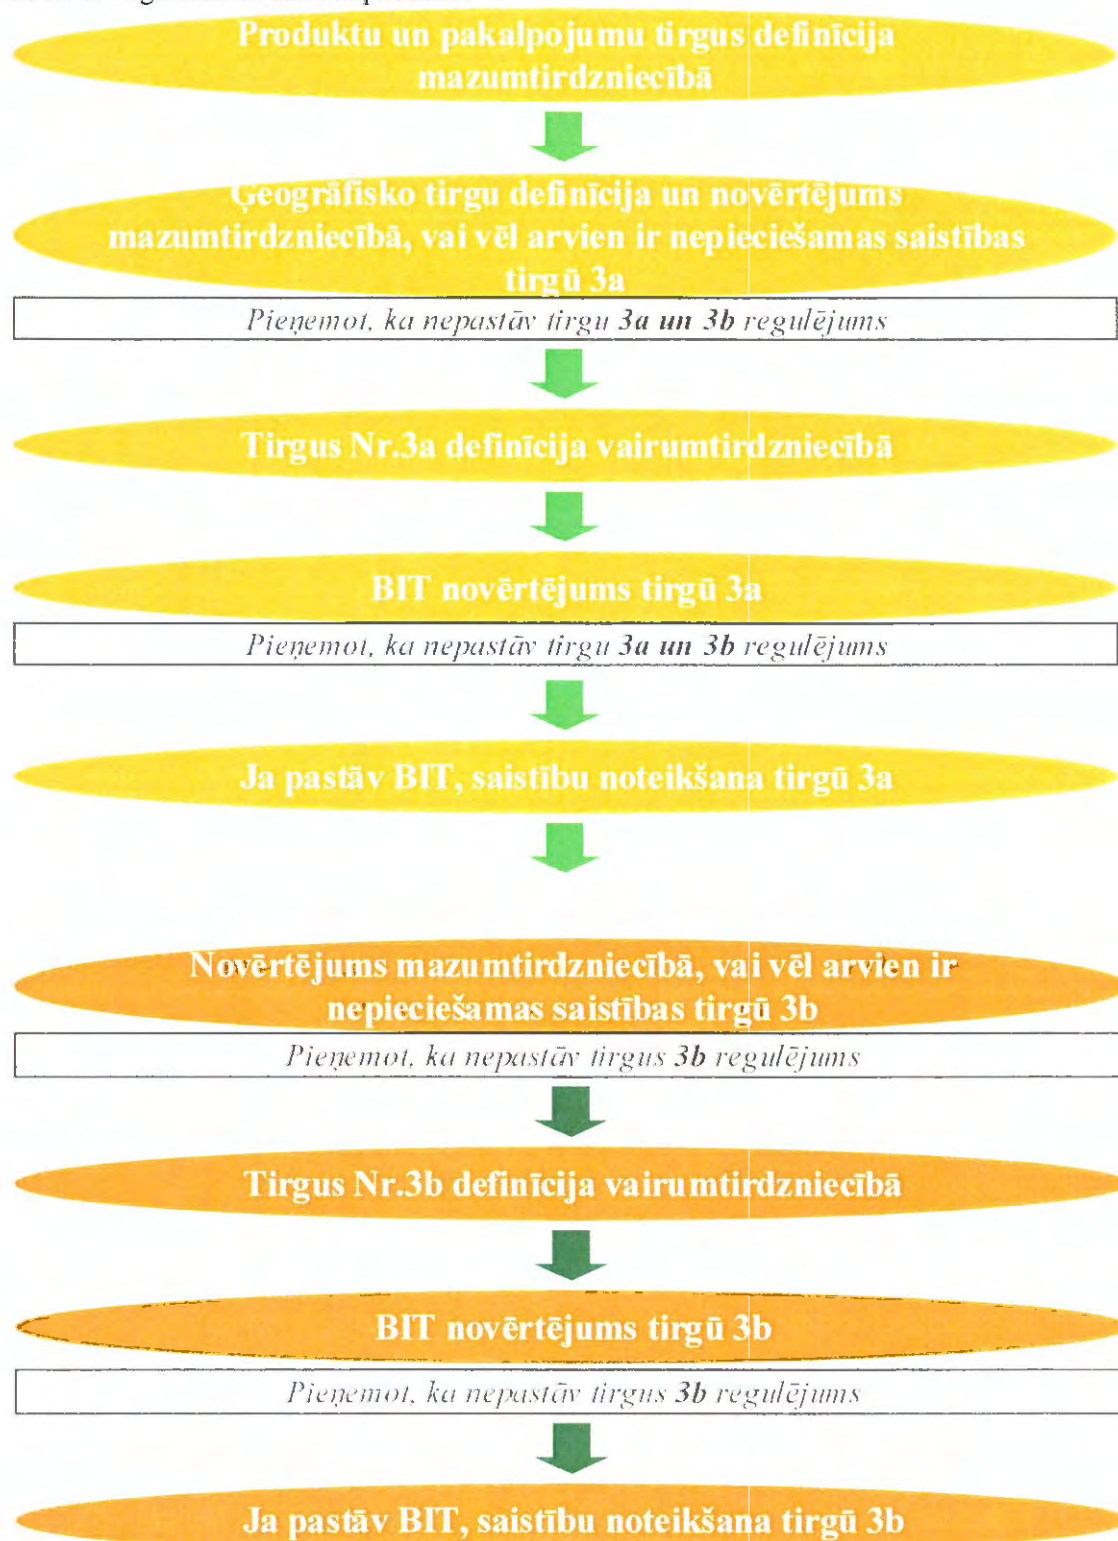 Produktu un pakalpojumu tirgus definīcija
mazumtirdzniecībā
Ģeogrāfisko tirgu definīcija un novērtējums
mazumtirdzniecībā, vai vēl arvien ir nepieciešamas saistības
tirgū 3a
Pieņemot, ka nepastāv tirgu 3a un 3b regulējums
Tirgus Nr.3a definīcija vairumtirdzniecībā
BIT novērtējums tirgū 3a
Pieņemot, ka nepastāv tirgu 3a un 3b regulējums
Ja pastāv BIT, saistību noteikšana tirgū 3a
Novērtējums mazumtirdzniecībā, vai vēl arvien ir
nepieciešamas saistības tirgū 3b
Pieņemot, ka nepastāv tirgus 3b regulējums
Tirgus Nr.3b definīcija vairumtirdzniecībā
BIT novērtējums tirgū 3b
Pieņemot, ka nepastāv tirgus 3b regulējums
Ja pastāv BIT, saistību noteikšana tirgū 3b